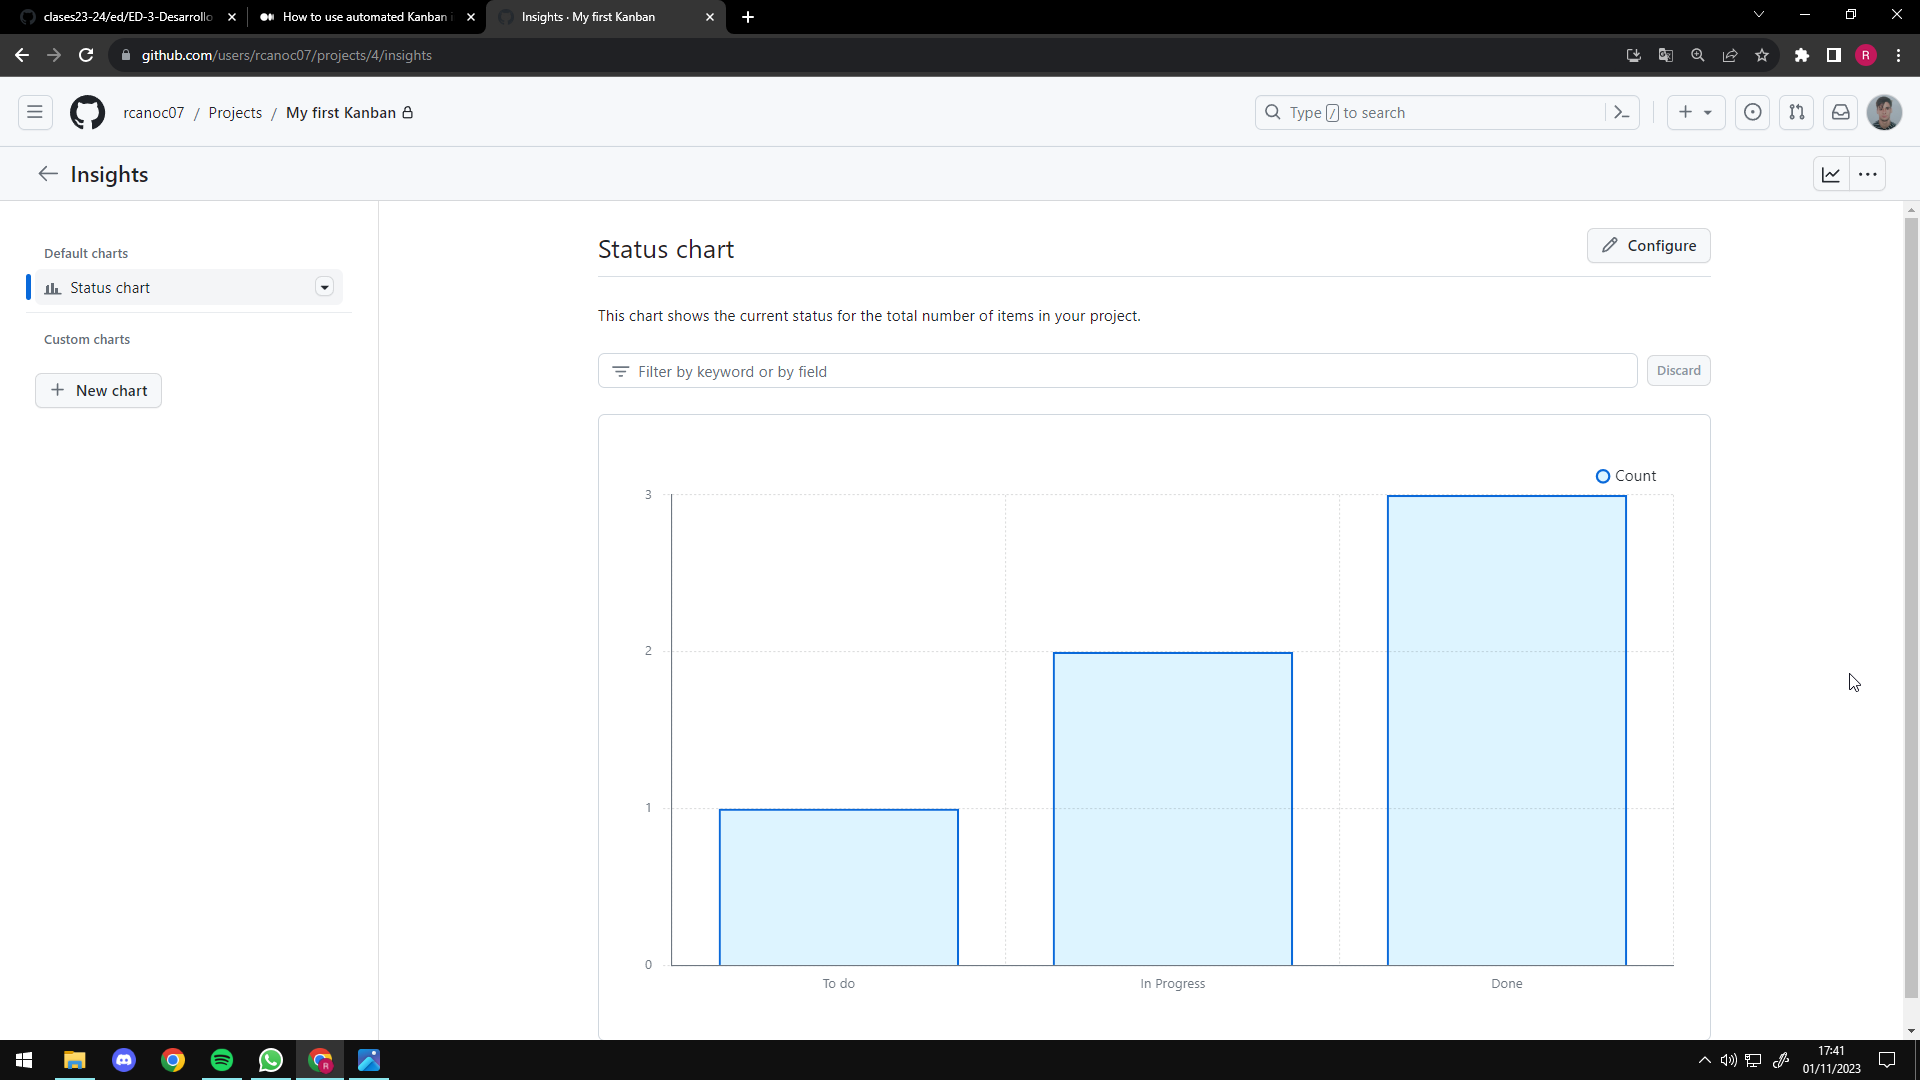 clases23-24/ed/ED-3-Desarrollo
How to use automated Kanban i
Insights · My first Kanban
github.com/users/rcanoc07/projects/4/insights
R
rcanoc07 / Projects / My first Kanban
Type / to search
Insights
Default charts
Status chart
Custom charts
New chart
Status chart
Configure
This chart shows the current status for the total number of items in your project.
Filter by keyword or by field
Discard
Count
3
2
1
0
To do
In Progress
Done
R
17:41
01/11/2023